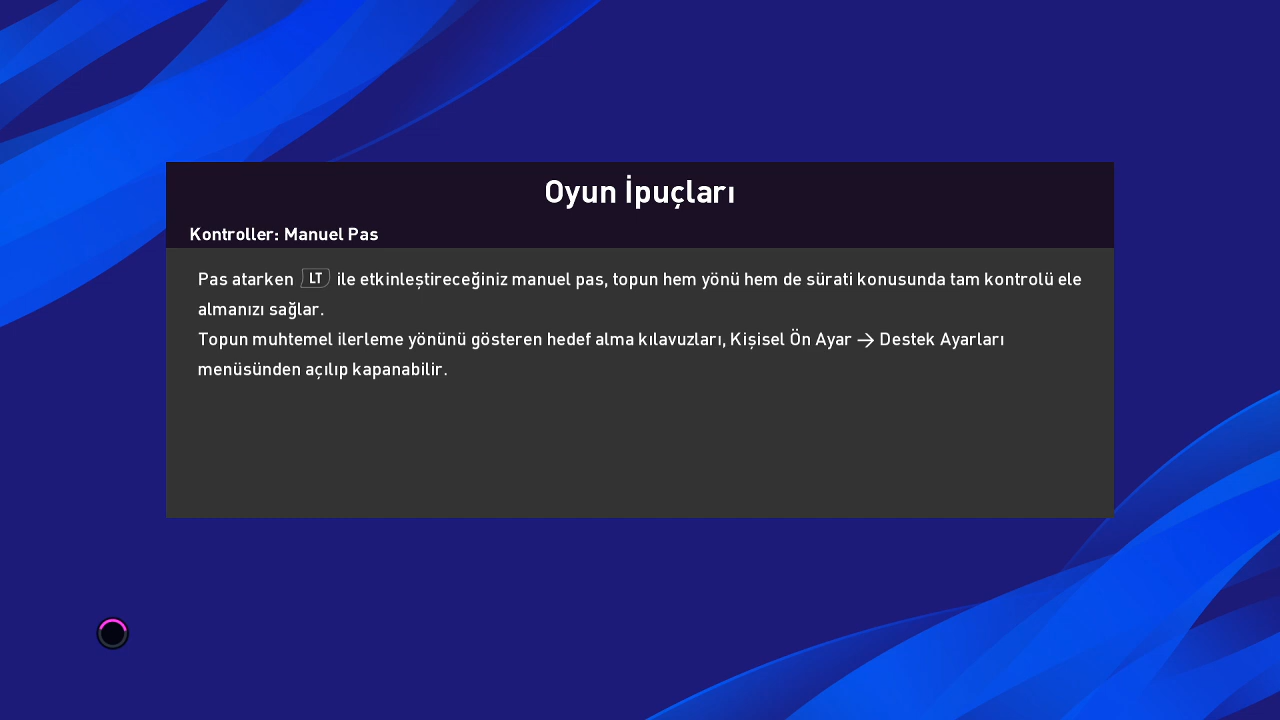 Oyun İpuçları
Kontroller: Manuel Pas
Pas atarken LT ile etkinleştireceğiniz manuel pas, topun hem yönü hem de sürati konusunda tam kontrolü ele
almanızı sağlar.
Topun muhtemel ilerleme yönünü gösteren hedef alma kılavuzları, Kişisel Ön Ayar → Destek Ayarları
menüsünden açılıp kapanabilir.